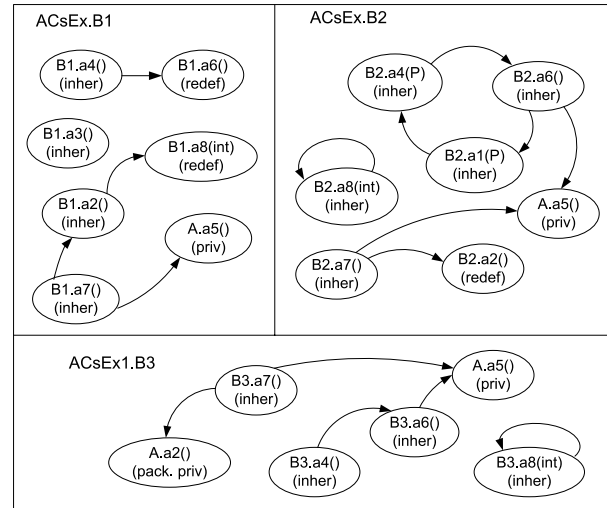 ACsEx.B1
B1.a4()
(inher)
B1.a6()
(redef)
B1.a3()
(inher)
B1.a8(int)
(redef)
B1.a2()
(inher)
A.a5()
(priv)
B1.a7()
(inher)
ACsEx.B2
B2.a4(P)
(inher)
B2.a6()
(inher)
B2.a1(P)
(inher)
B2.a8(int)
(inher)
A.a5()
(priv)
B2.a7()
(inher)
B2.a2()
(redef)
ACsEx1.B3
B3.a7()
(inher)
A.a5()
(priv)
B3.a6()
(inher)
A.a2()
(pack. priv)
B3.a4()
(inher)
B3.a8(int)
(inher)